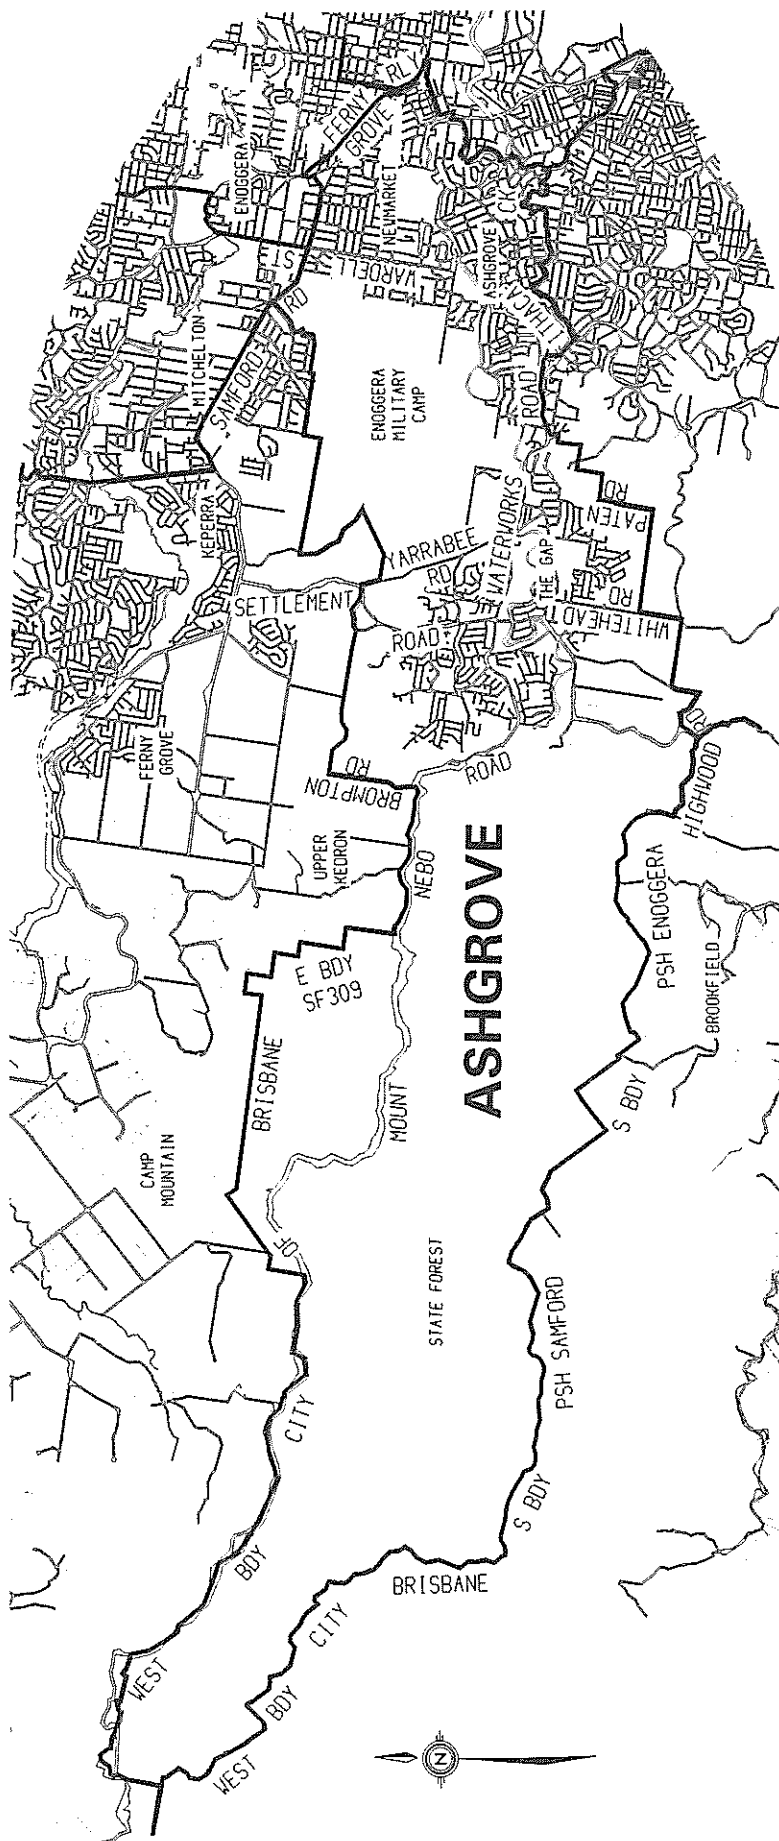 FERNY
GROVE
RLY
ENOGGERA
NEWMARKET
ST
WARDELL
ASHGROVE
ITHACA
CK
RD
MITCHELTON
SAMFORD
ENOGGERA
MILITARY
CAMP
ROAD
KEPERRA
PATEN
RD
YARRABEE
RD
WATERWORKS
THE GAP
SETTLEMENT
ROAD
WHITEHEAD
RD
FERNY
GROVE
BROMPTON
RD
ROAD
UPPER
KEDRON
NEBO
HIGHWOOD
RD
ASHGROVE
PSH ENOGGERA
BROOKFIELD
E BDY
SF309
BRISBANE
MOUNT
S BDY
CAMP
MOUNTAIN
OF
STATE FOREST
PSH SAMFORD
CITY
S BDY
BDY
BRISBANE
CITY
WEST
BDY
WEST
N